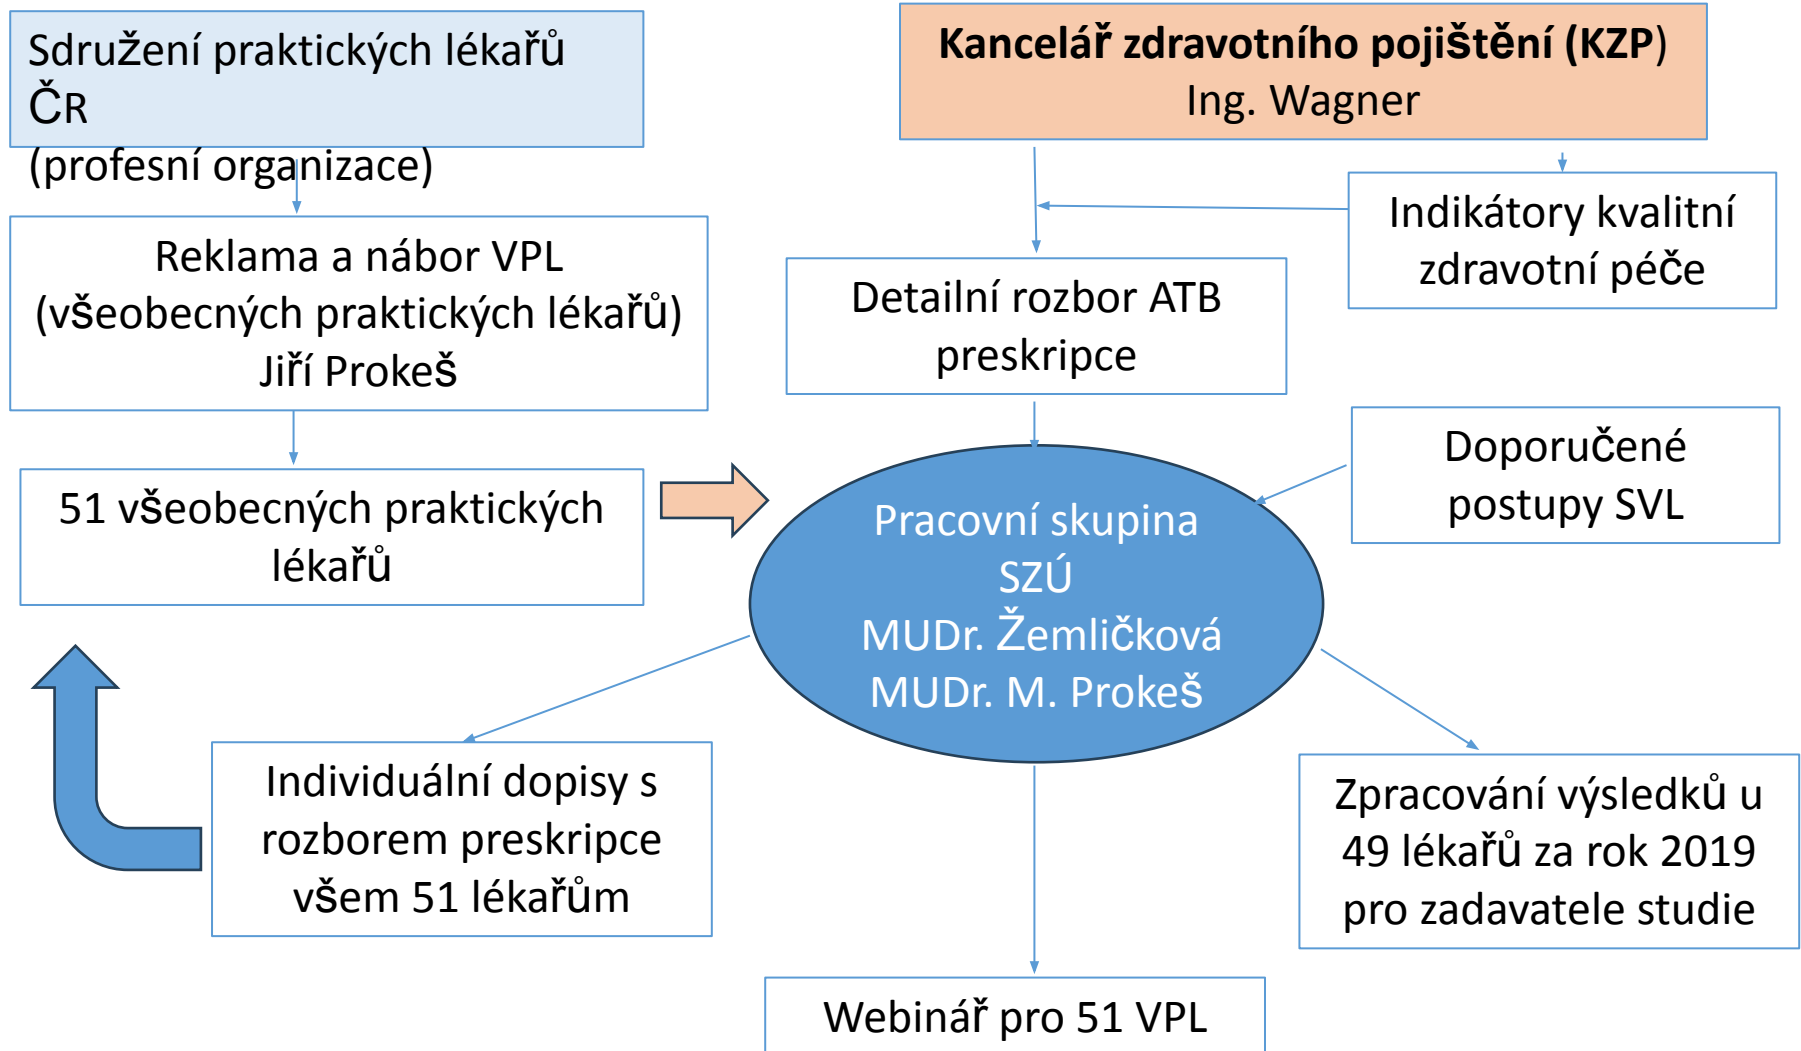 Sdružení praktických lékařů
ČR
(profesní organizace)
Kancelář zdravotního pojištění (KZP)
Ing. Wagner
Reklama a nábor VPL
(všeobecných praktických lékařů)
Jiří Prokeš
Indikátory kvalitní
zdravotní péče
Detailní rozbor ATB
preskripce
51 všeobecných praktických
lékařů
Doporučené
postupy SVL
Pracovní skupina
SZÚ
MUDr. Žemličková
MUDr. M. Prokeš
Individuální dopisy s
rozborem preskripce
všem 51 lékařům
Zpracování výsledků u
49 lékařů za rok 2019
pro zadavatele studie
Webinář pro 51 VPL